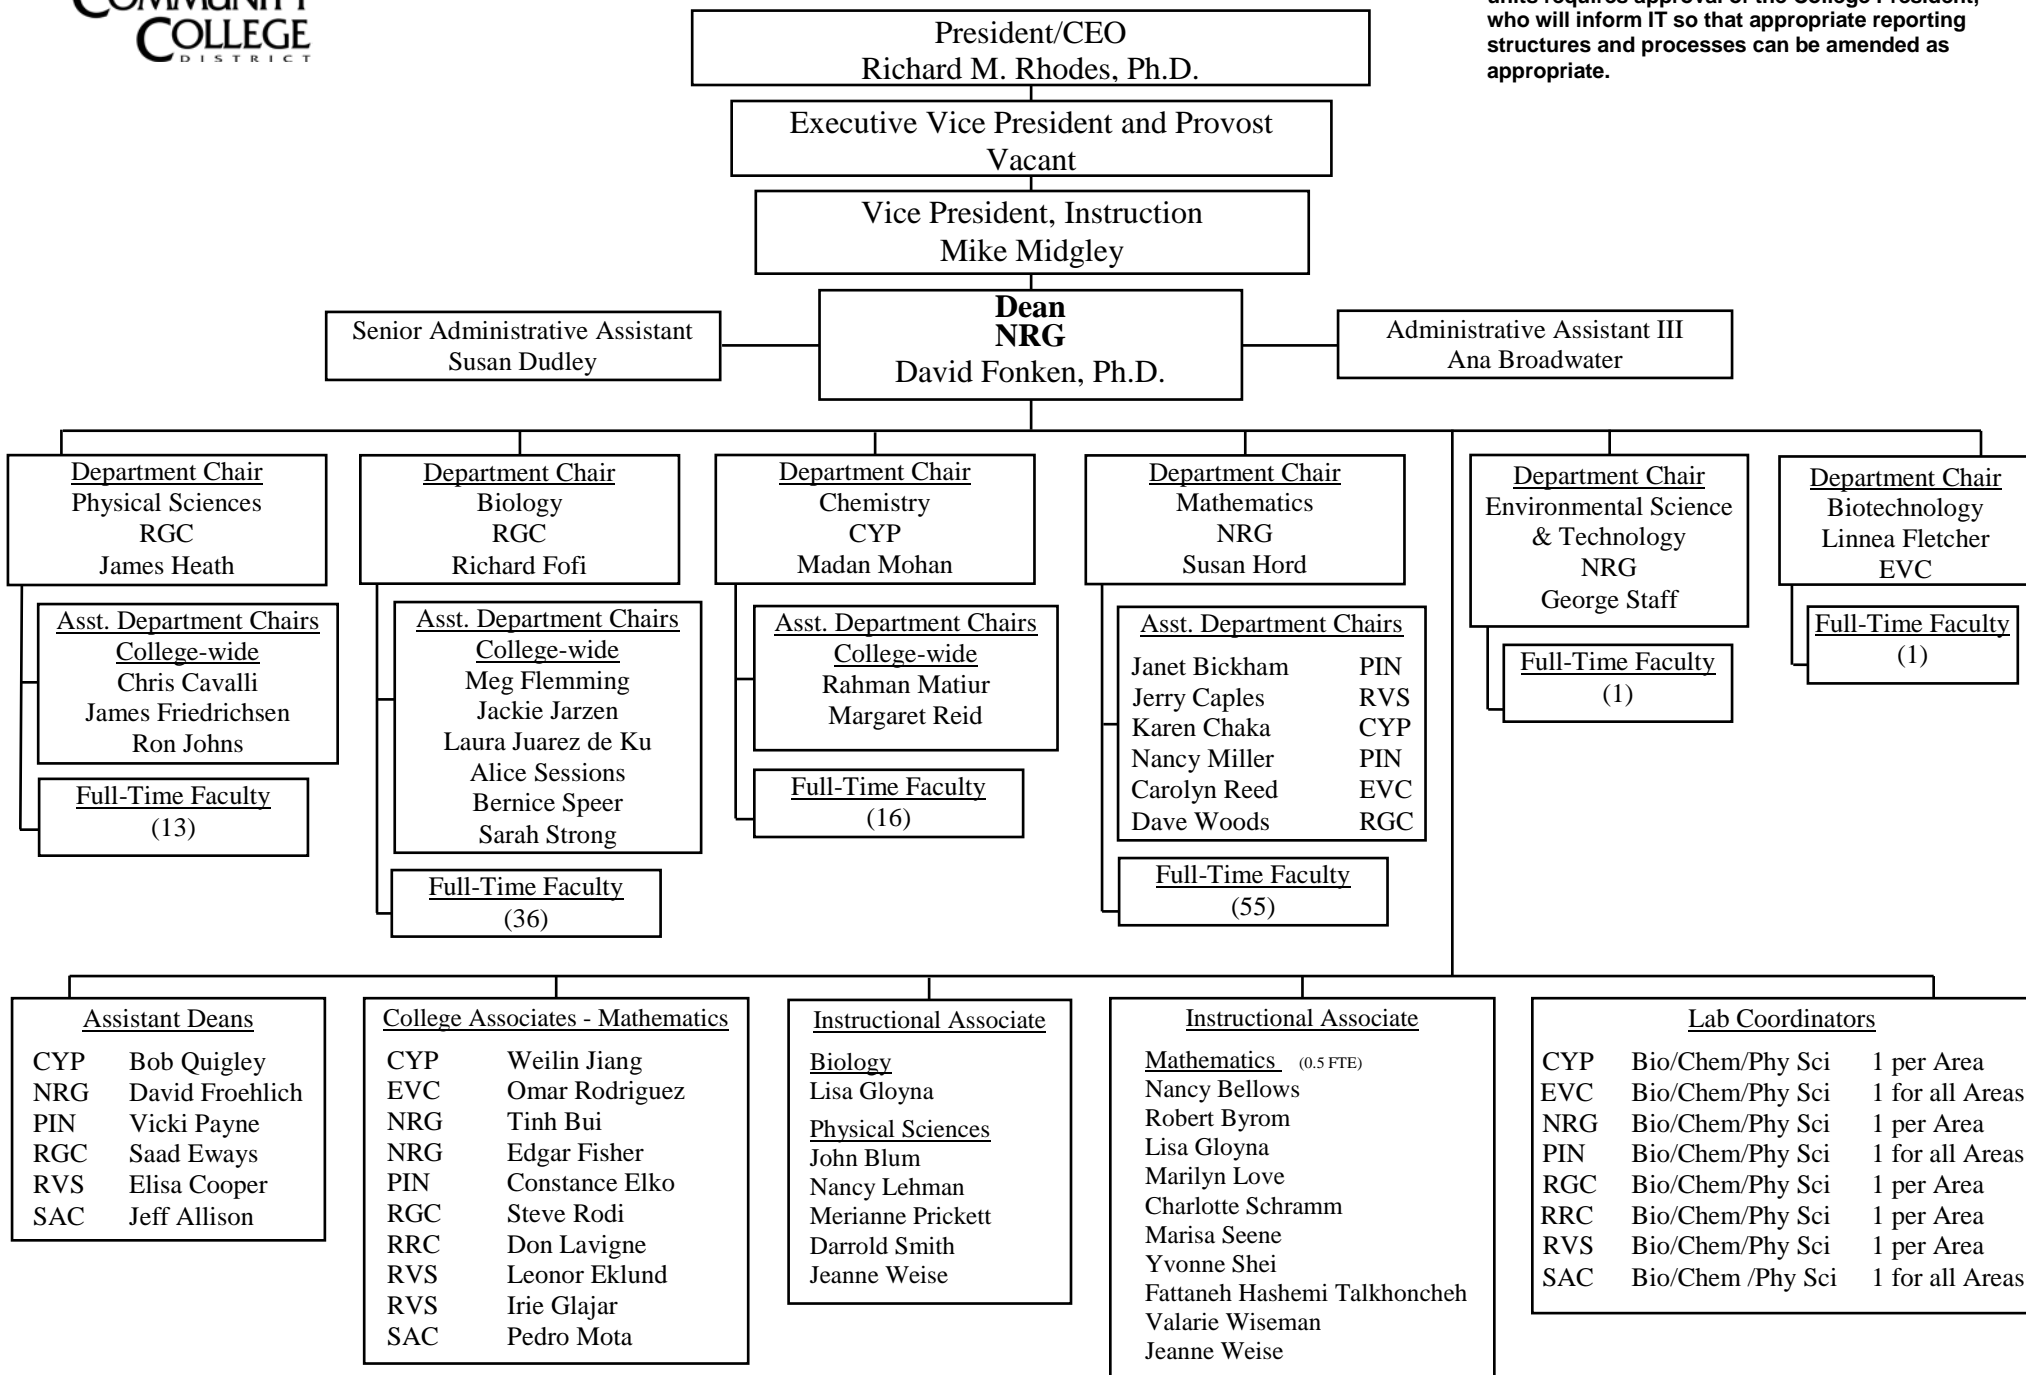 COMMUNITY
COLLEGE
DISTRICT
units requires approval of the College President,
who will inform IT so that appropriate reporting
structures and processes can be amended as
appropriate.
President/CEO
Richard M. Rhodes, Ph.D.
Executive Vice President and Provost
Vacant
Vice President, Instruction
Mike Midgley
Dean
NRG
David Fonken, Ph.D.
Senior Administrative Assistant
Susan Dudley
Administrative Assistant III
Ana Broadwater
Department Chair
Physical Sciences
RGC
James Heath
Asst. Department Chairs
College-wide
Chris Cavalli
James Friedrichsen
Ron Johns
Full-Time Faculty
(13)
Department Chair
Biology
RGC
Richard Fofi
Asst. Department Chairs
College-wide
Meg Flemming
Jackie Jarzen
Laura Juarez de Ku
Alice Sessions
Bernice Speer
Sarah Strong
Full-Time Faculty
(36)
Department Chair
Chemistry
CYP
Madan Mohan
Asst. Department Chairs
College-wide
Rahman Matiur
Margaret Reid
Full-Time Faculty
(16)
Department Chair
Mathematics
NRG
Susan Hord
Asst. Department Chairs
Janet Bickham PIN
Jerry Caples RVS
Karen Chaka CYP
Nancy Miller PIN
Carolyn Reed EVC
Dave Woods RGC
Full-Time Faculty
(55)
Department Chair
Environmental Science
& Technology
NRG
George Staff
Full-Time Faculty
(1)
Department Chair
Biotechnology
Linnea Fletcher
EVC
Full-Time Faculty
(1)
Assistant Deans
CYP Bob Quigley
NRG David Froehlich
PIN Vicki Payne
RGC Saad Eways
RVS Elisa Cooper
SAC Jeff Allison
College Associates - Mathematics
CYP Weilin Jiang
EVC Omar Rodriguez
NRG Tinh Bui
NRG Edgar Fisher
PIN Constance Elko
RGC Steve Rodi
RRC Don Lavigne
RVS Leonor Eklund
RVS Irie Glajar
SAC Pedro Mota
Instructional Associate
Biology
Lisa Gloyna
Physical Sciences
John Blum
Nancy Lehman
Merianne Prickett
Darrold Smith
Jeanne Weise
Instructional Associate
Mathematics (0.5 FTE)
Nancy Bellows
Robert Byrom
Lisa Gloyna
Marilyn Love
Charlotte Schramm
Marisa Seene
Yvonne Shei
Fattaneh Hashemi Talkhoncheh
Valarie Wiseman
Jeanne Weise
Lab Coordinators
CYP Bio/Chem/Phy Sci 1 per Area
EVC Bio/Chem/Phy Sci 1 for all Areas
NRG Bio/Chem/Phy Sci 1 per Area
PIN Bio/Chem/Phy Sci 1 for all Areas
RGC Bio/Chem/Phy Sci 1 per Area
RRC Bio/Chem/Phy Sci 1 per Area
RVS Bio/Chem/Phy Sci 1 per Area
SAC Bio/Chem /Phy Sci 1 for all Areas